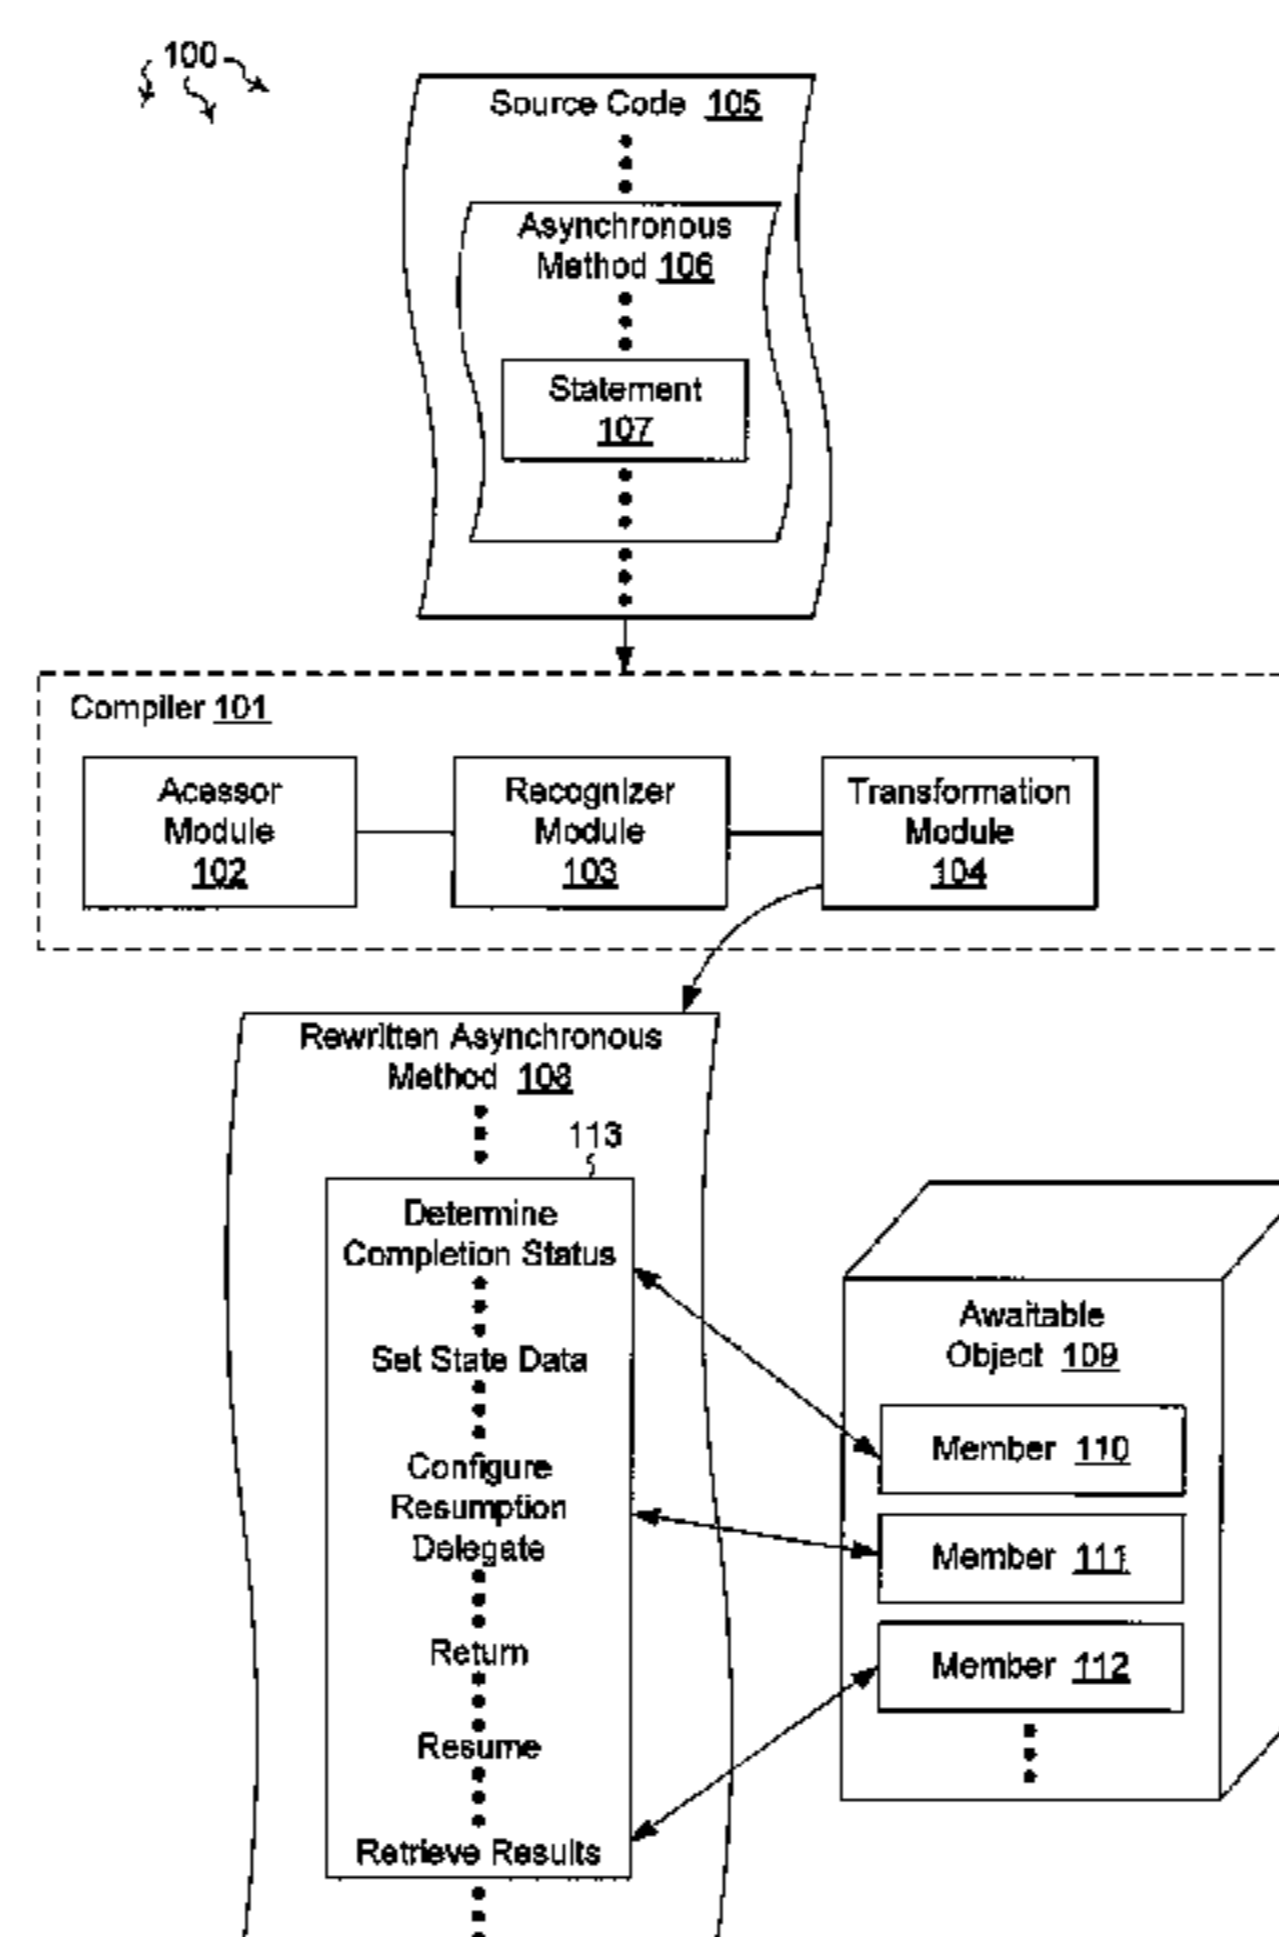 100
Source Code 105
Asynchronous
Method 106
Statement
107
Compiler 101
Acessor
Module
102
Recognizer
Module
103
Transformation
Module
104
Rewritten Asynchronous
Method 108
113
Determine
Completion Status
Set State Data
Configure
Resumption
Delegate
Return
Resume
Retrieve Results
Awaitable
Object 109
Member 110
Member 111
Member 112